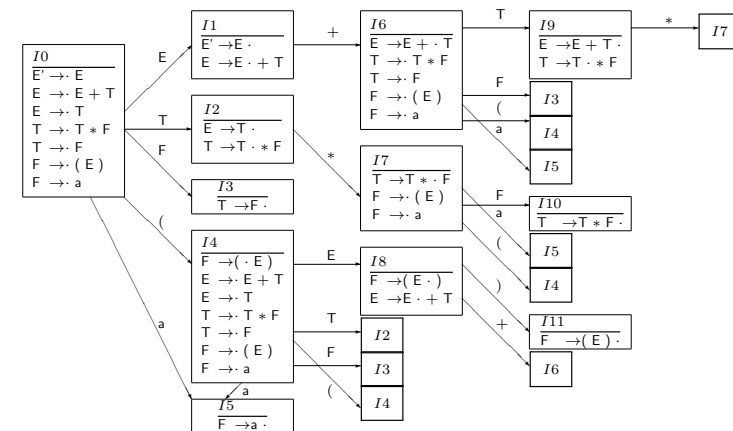 I0
E' → · E
E → · E + T
E → · T
T → · T ∗ F
T → · F
F → · ( E )
F → · a
E
T
F
(
a
I1
E' → E ·
E → E · + T
+
I2
E → T ·
T → T · ∗ F
∗
I3
T → F ·
I4
F → ( · E )
E → · E + T
E → · T
T → · T ∗ F
T → · F
F → · ( E )
F → · a
E
T
F
(
a
I5
F → a ·
I6
E → E + · T
T → · T ∗ F
T → · F
F → · ( E )
F → · a
T
F
(
a
I7
T → T ∗ · F
F → · ( E )
F → · a
F
a
(
I8
F → ( E · )
E → E · + T
)
+
I2
I3
I4
I9
E → E + T ·
T → T · ∗ F
∗
I7
I3
I4
I5
I10
T → T ∗ F ·
I5
I4
I11
F → ( E ) ·
I6